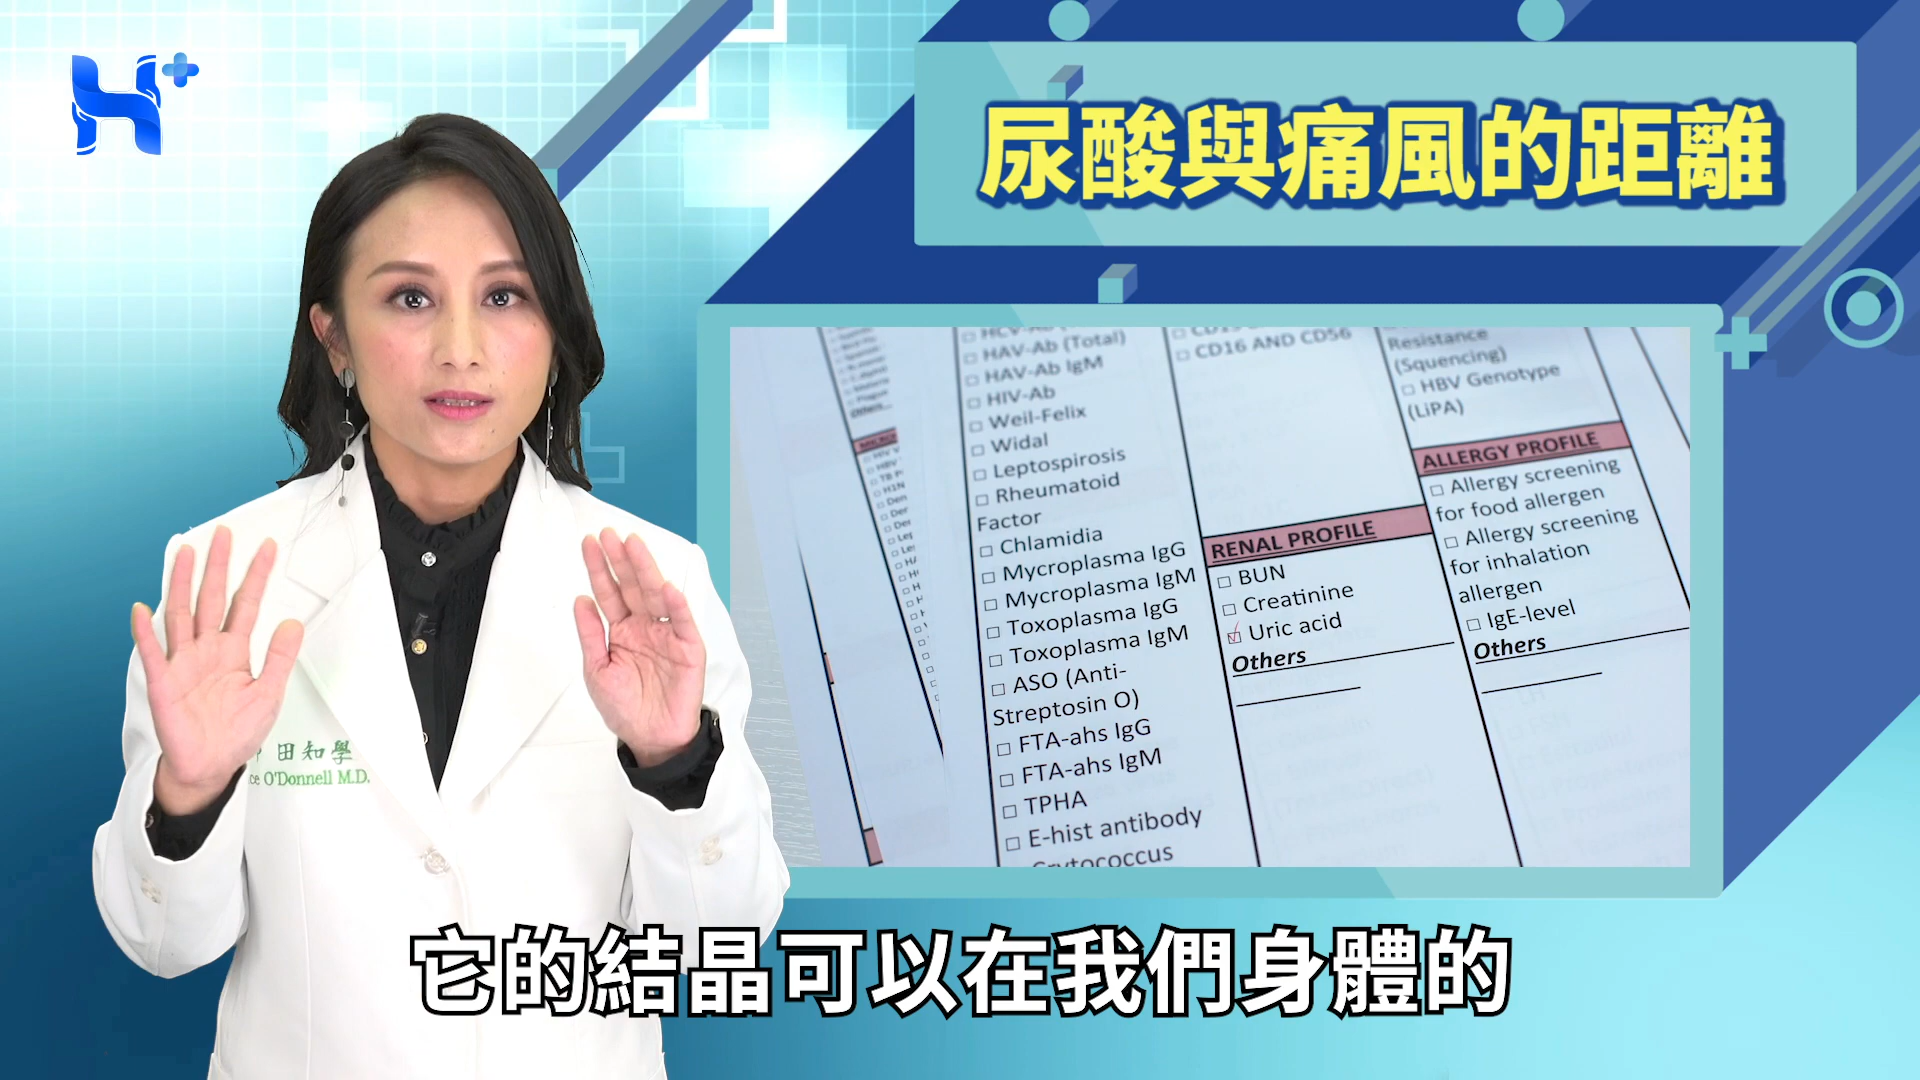 尿酸與痛風的距離
HAV-Ab (Total)
HAV-Ab IgM
HIV-Ab
Weil-Felix
Widal
Leptospirosis
Rheumatoid
Factor
Chlamidia
Mycroplasma IgG
Mycroplasma IgM
Toxoplasma IgG
Toxoplasma IgM
ASO (Anti-
Streptosin O)
FTA-ahs IgG
FTA-ahs IgM
TPHA
E-hist antibody
Crytococcus
CD16 AND CD56
RENAL PROFILE
BUN
Creatinine
Uric acid
Others
Resistance
(Squencing)
HBV Genotype
(LiPA)
ALLERGY PROFILE
Allergy screening
for food allergen
Allergy screening
for inhalation
allergen
IgE-level
Others
田知學
O'Donnell M.D.
它的結晶可以在我們身體的